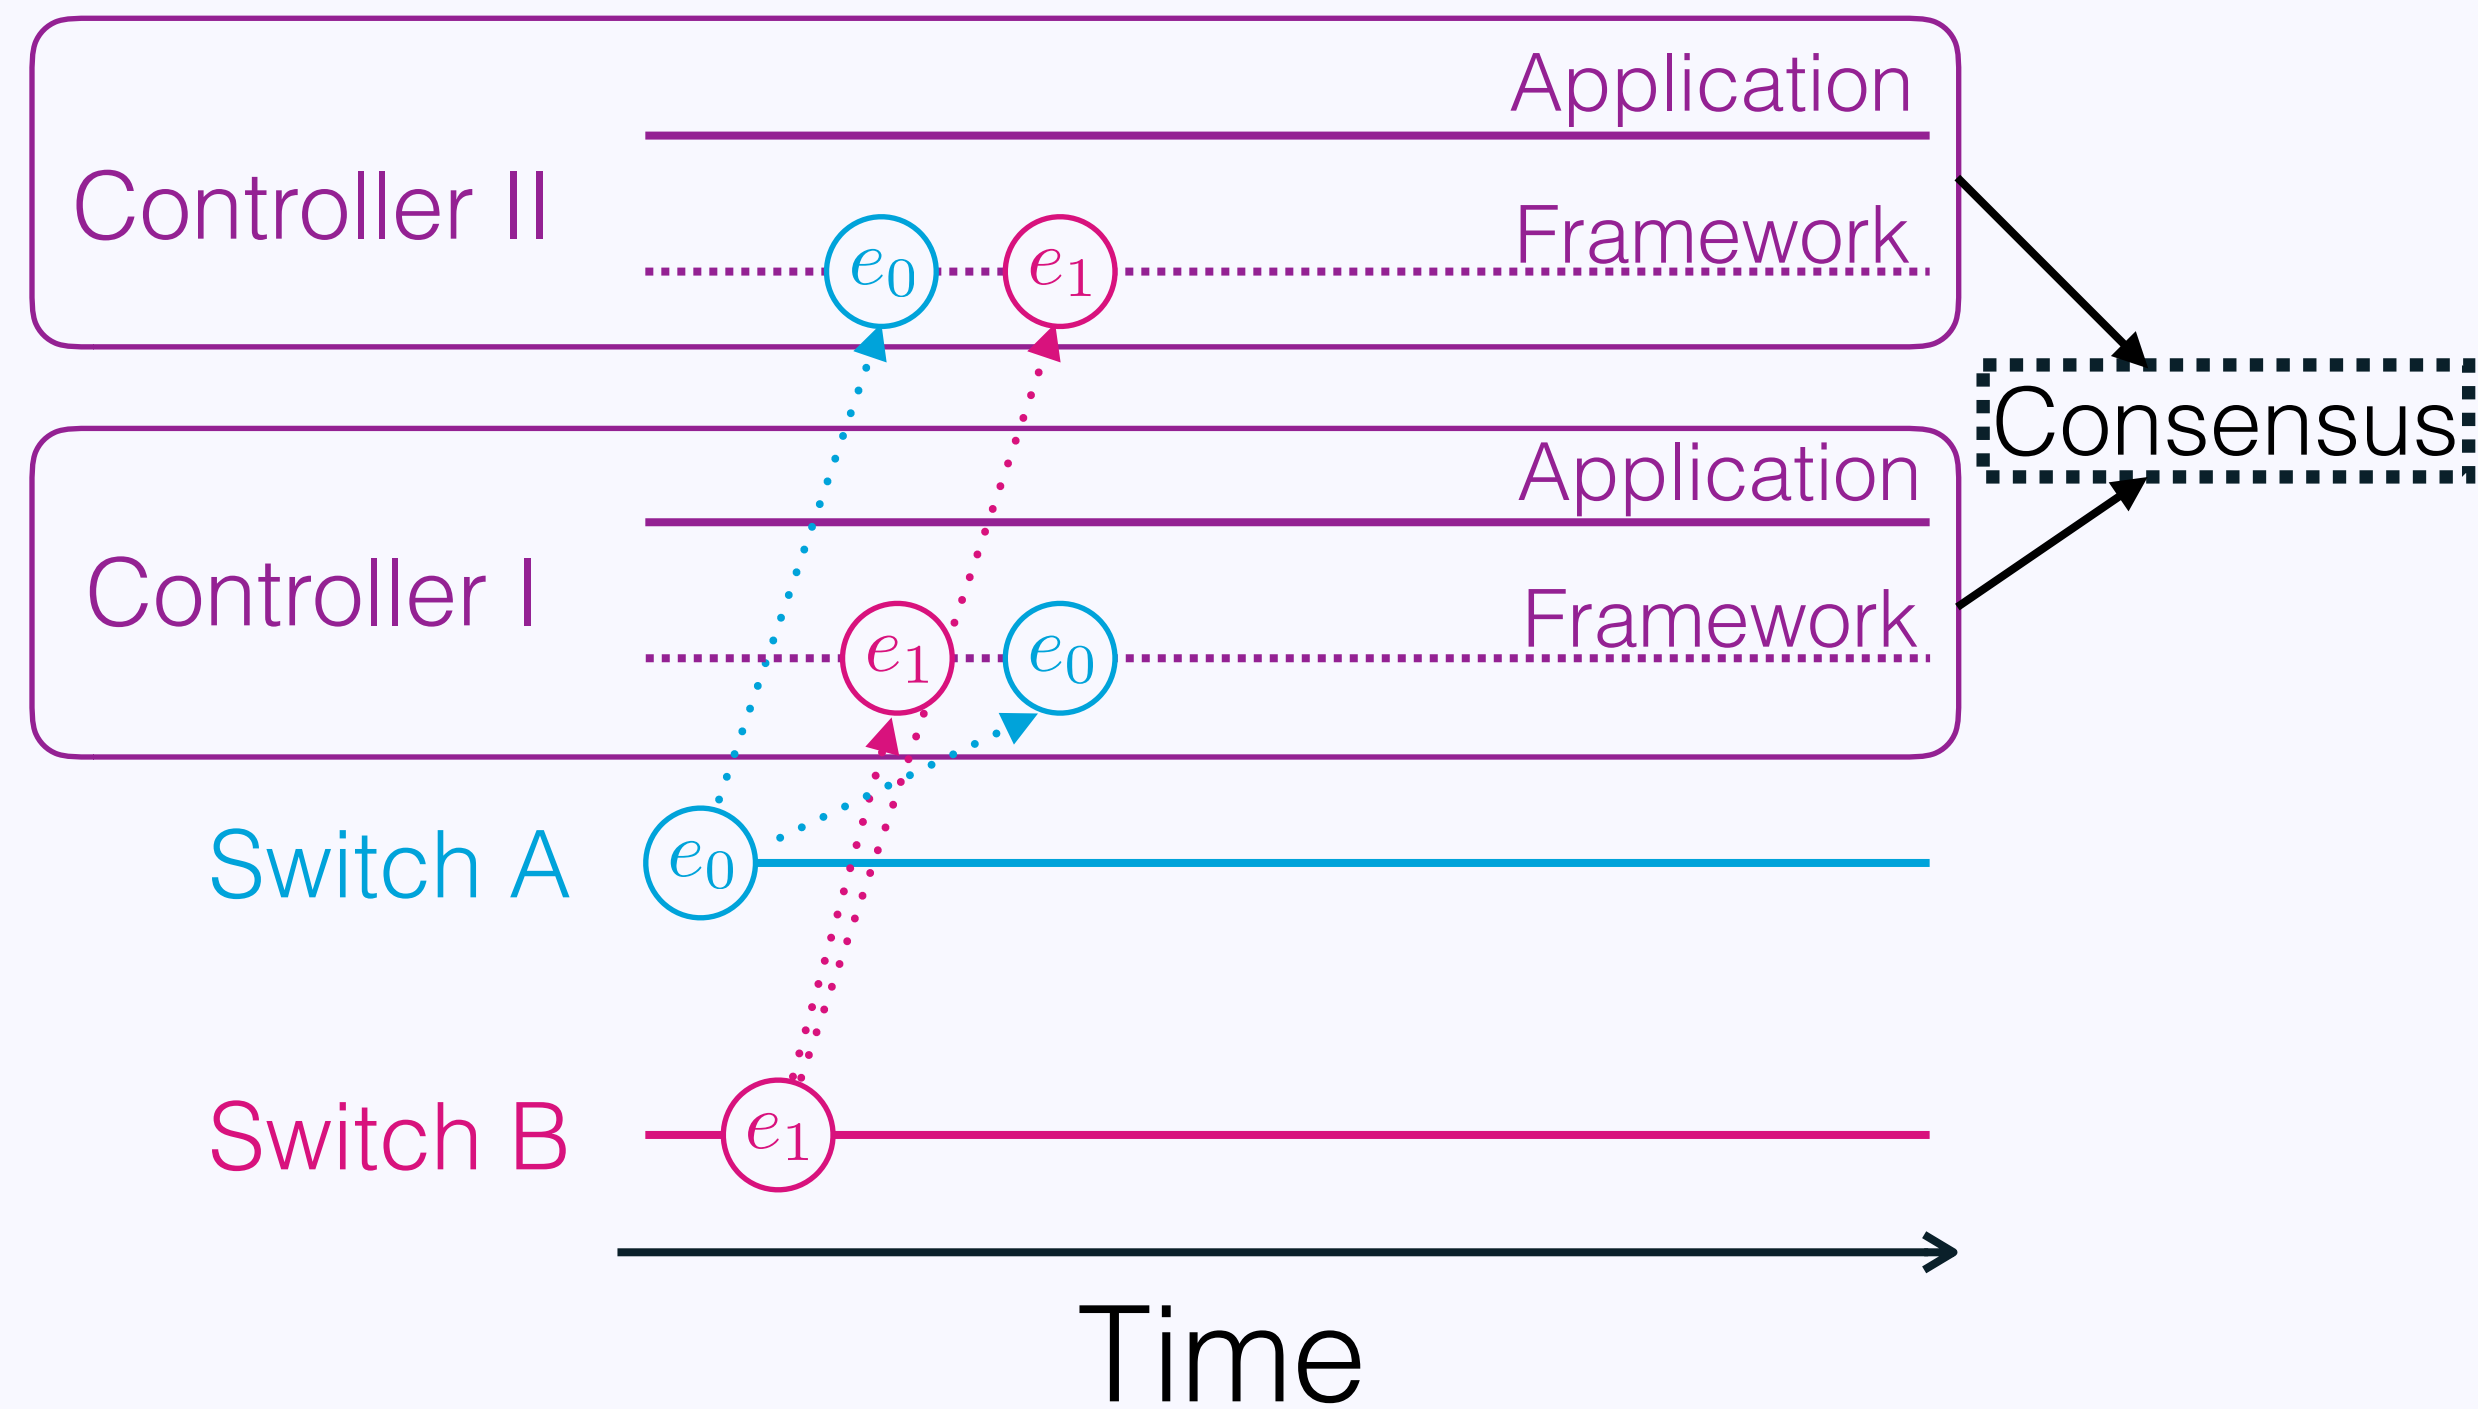 Application
Controller II
Framework
e0 e1
Consensus
Application
Controller I
Framework
e1 e0
Switch A
e0
Switch B
e1
Time